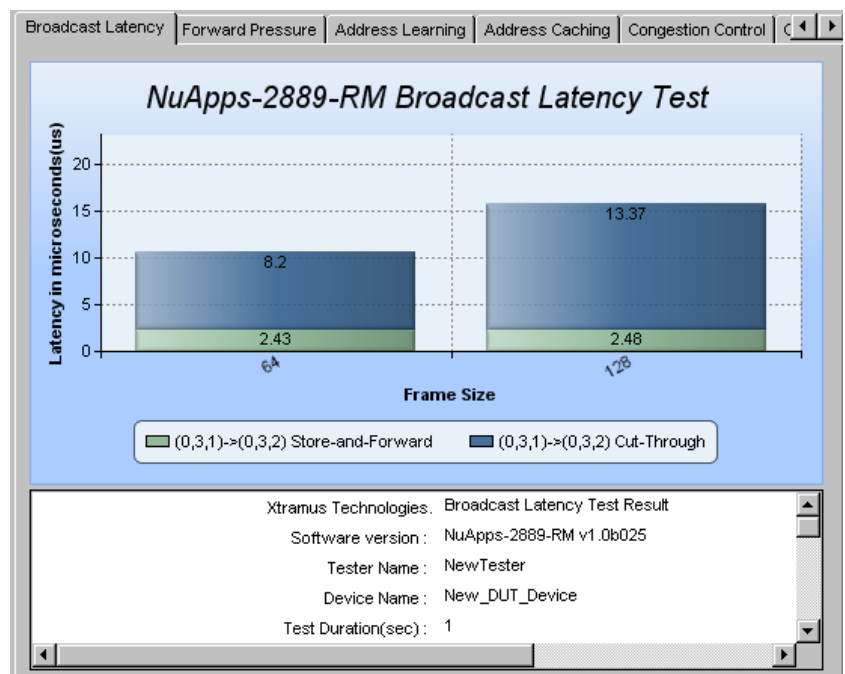 Broadcast Latency Forward Pressure Address Learning Address Caching Congestion Control
NuApps-2889-RM Broadcast Latency Test
Latency in microseconds(us)
20
15
10
5
0
8.2
2.43
13.37
2.48
64
128
Frame Size
(0,3,1)->(0,3,2) Store-and-Forward (0,3,1)->(0,3,2) Cut-Through
Xtramus Technologies. Broadcast Latency Test Result
Software version : NuApps-2889-RM v1.0b025
Tester Name : NewTester
Device Name : New_DUT_Device
Test Duration(sec) : 1